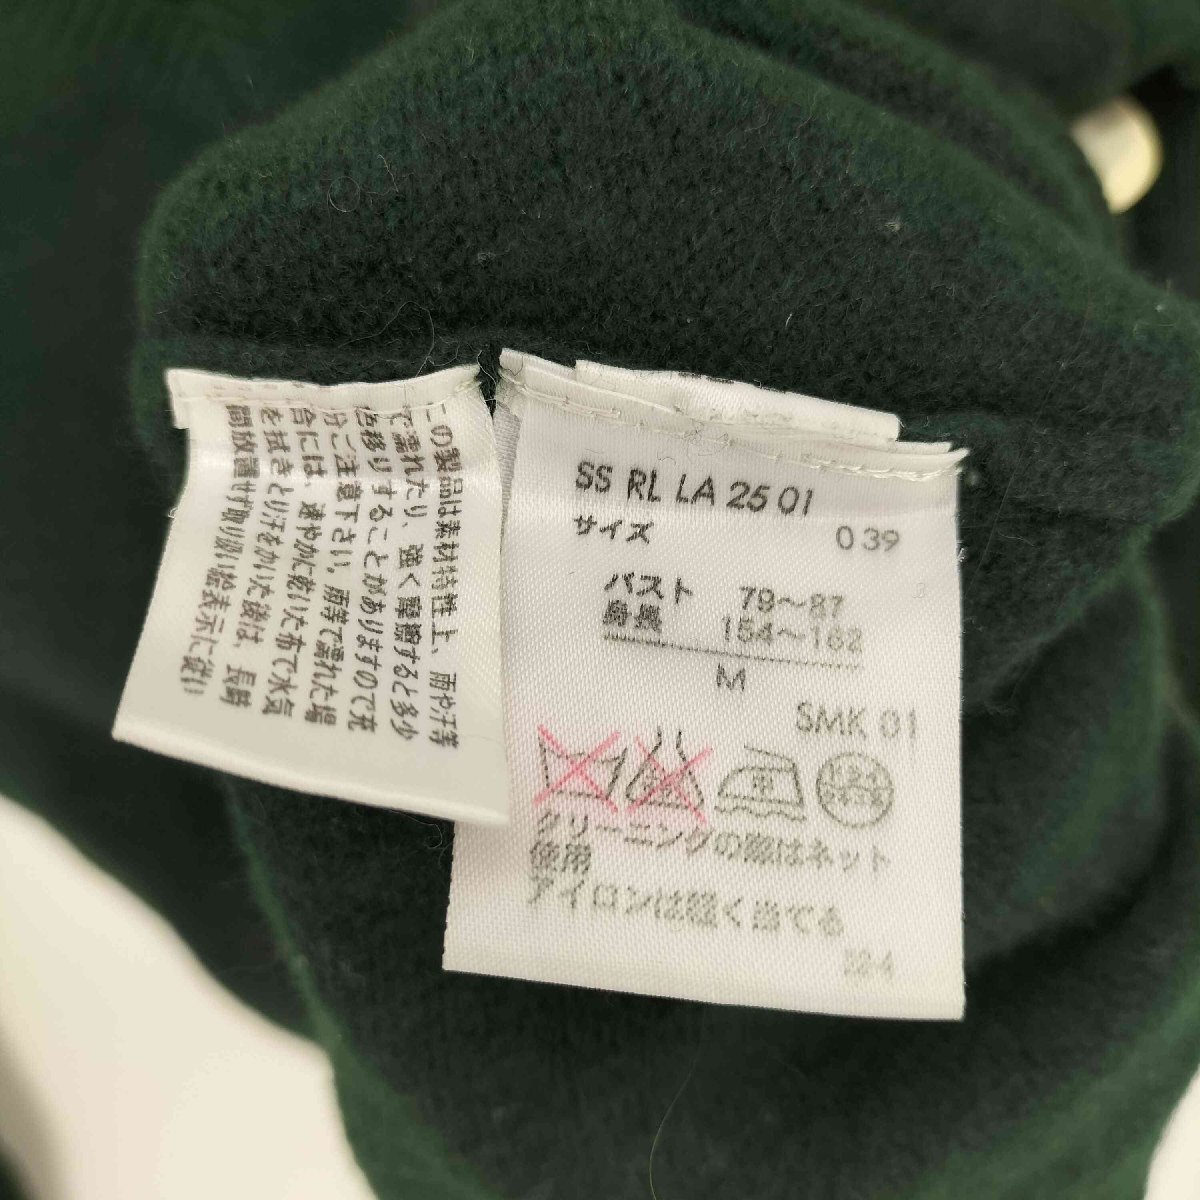 この製品は素材特性上、雨や汗等
で濡れたり、強く摩擦すると多少
色移りすることがありますので充
分ご注意下さい。雨等で濡れた場
合には、速やかに乾いた布で水気
を拭きとり汗をかいた後は、長時
間放置せず取り扱い絵表示に従い
SS RL LA 25 01
サイズ 039
バスト 79～87
身長 154～162
M
SMK 01
クリーニングの際はネット
使用
アイロンは軽く当てる
22-4